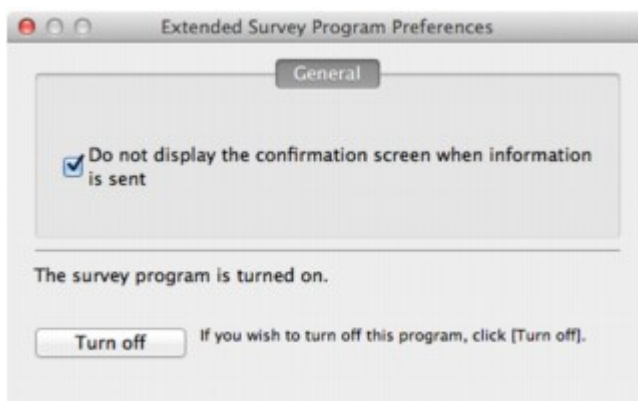 Extended Survey Program Preferences
General
Do not display the confirmation screen when information
is sent
The survey program is turned on.
Turn off
If you wish to turn off this program, click [Turn off].